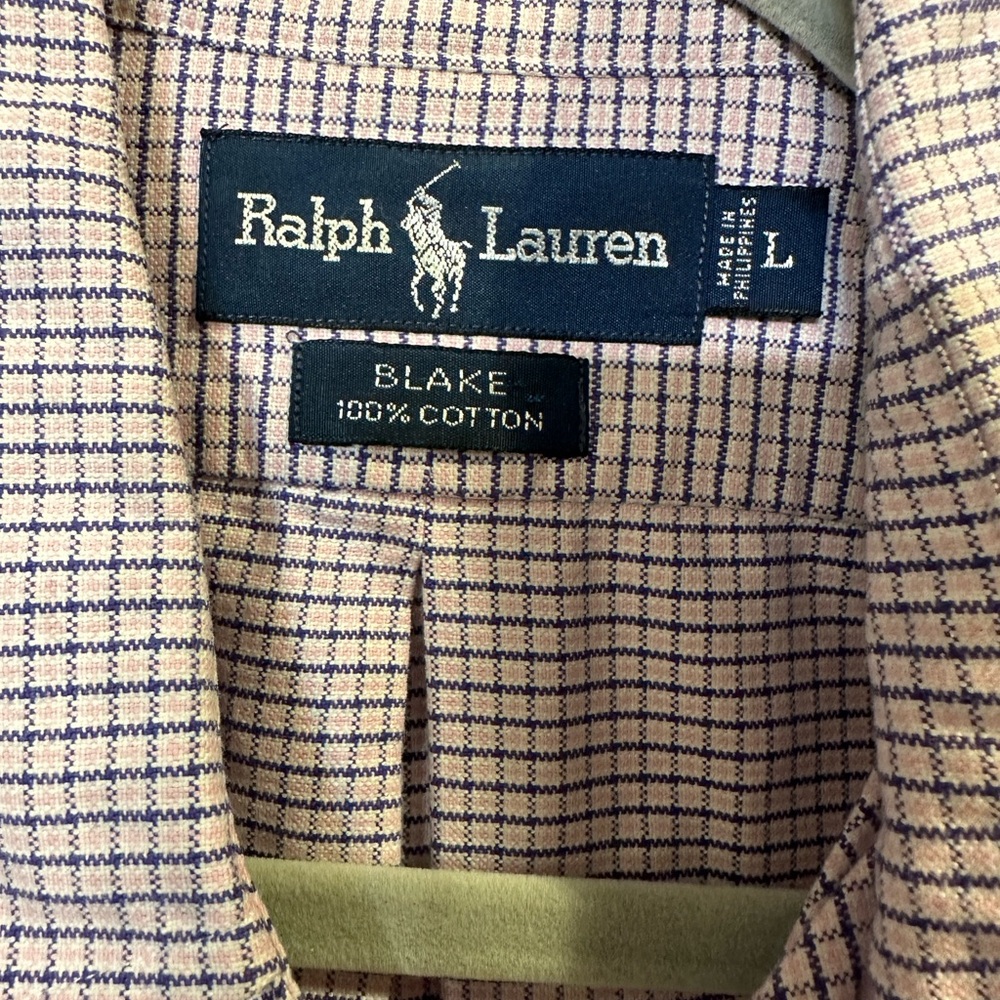 Ralph Lauren
MADE IN
PHILIPPINES
L
BLAKE
100% COTTON